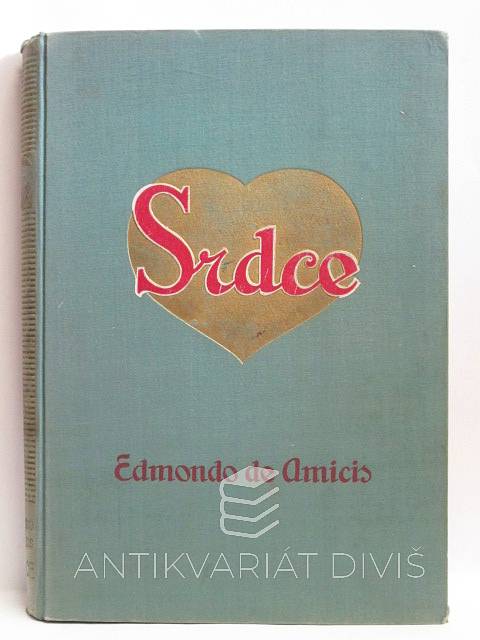 Srdce
Edmondo de Amicis
ANTIKVARIÁT DIVIŠ